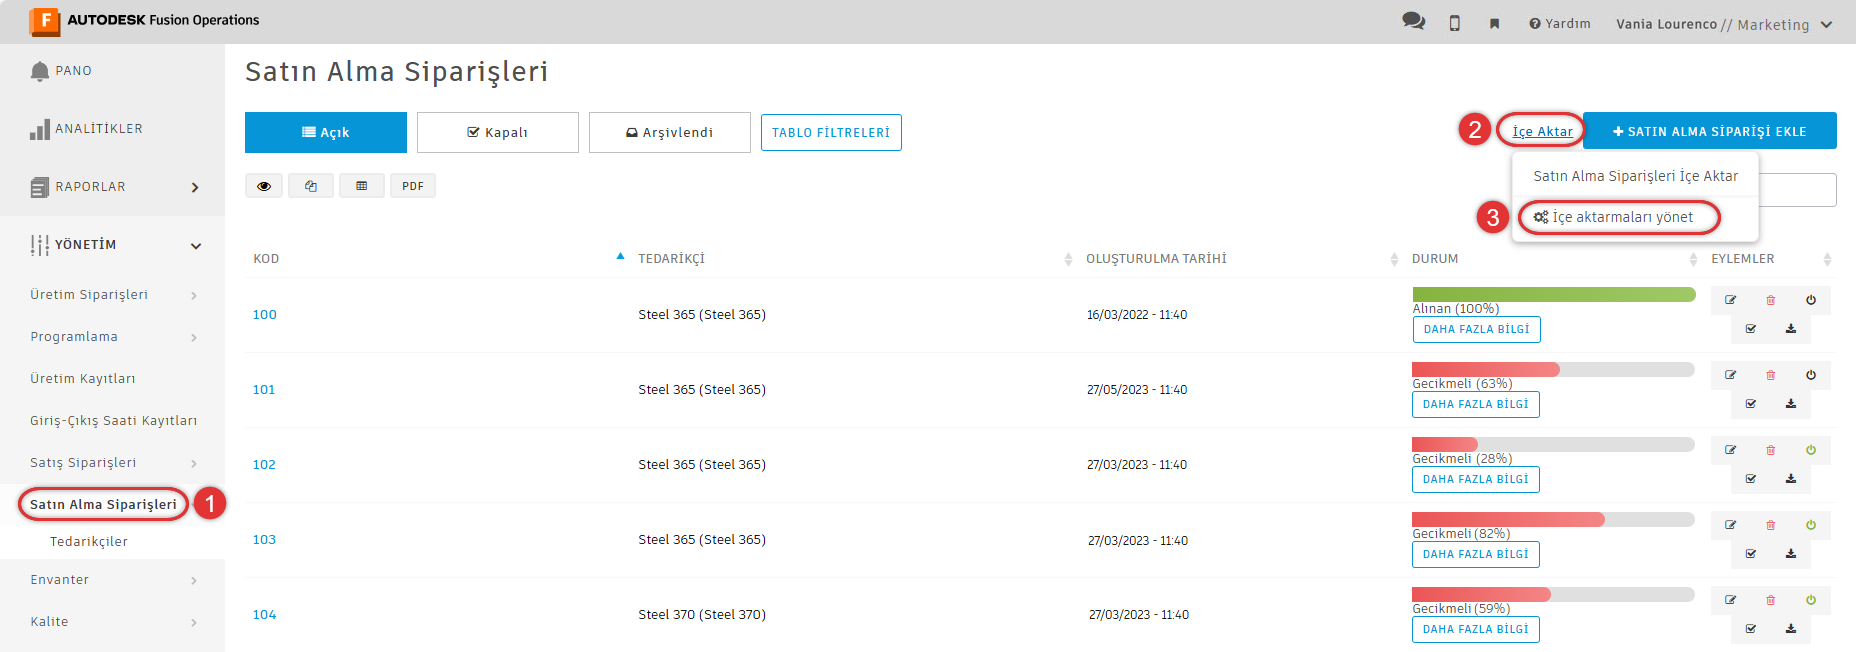 F AUTODESK Fusion Operations
Yardım
Vania Lourenco // Marketing
PANO
ANALİTİKLER
RAPORLAR
YÖNETİM
Üretim Siparişleri
Programlama
Üretim Kayıtları
Giriş-Çıkış Saati Kayıtları
Satış Siparişleri
Satın Alma Siparişleri 1
Tedarikçiler
Envanter
Kalite
Satın Alma Siparişleri
Açık
Kapalı
Arşivlendi
TABLO FİLTRELERİ
2 İçe Aktar
SATIN ALMA SİPARİŞİ EKLE
Satın Alma Siparişleri İçe Aktar
3 İçe aktarmaları yönet
PDF
KOD TEDARİKÇİ OLUŞTURULMA TARİHİ DURUM EYLEMLER
100 Steel 365 (Steel 365) 16/03/2022 - 11:40 Alınan (100%)
DAHA FAZLA BİLGİ
101 Steel 365 (Steel 365) 27/05/2023 - 11:40 Gecikmeli (63%)
DAHA FAZLA BİLGİ
102 Steel 365 (Steel 365) 27/03/2023 - 11:40 Gecikmeli (28%)
DAHA FAZLA BİLGİ
103 Steel 365 (Steel 365) 27/03/2023 - 11:40 Gecikmeli (82%)
DAHA FAZLA BİLGİ
104 Steel 370 (Steel 370) 27/03/2023 - 11:40 Gecikmeli (59%)
DAHA FAZLA BİLGİ